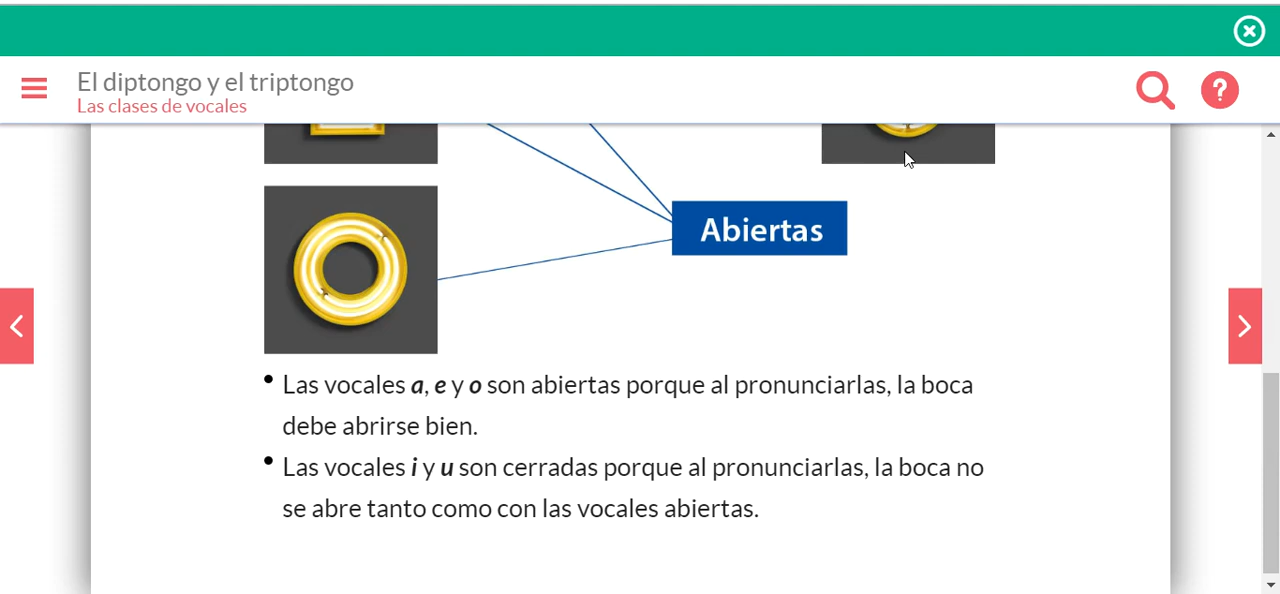 El diptongo y el triptongo
Las clases de vocales
Abiertas
• Las vocales a, e y o son abiertas porque al pronunciarlas, la boca
debe abrirse bien.
• Las vocales i y u son cerradas porque al pronunciarlas, la boca no
se abre tanto como con las vocales abiertas.